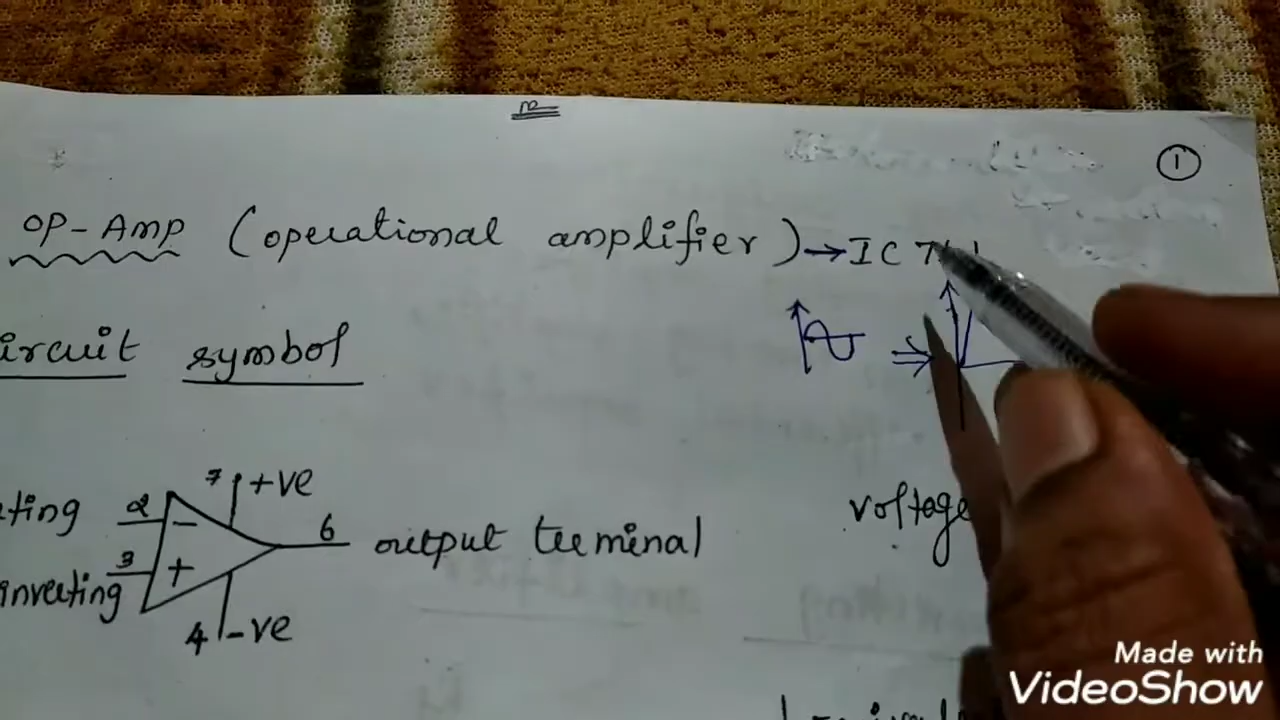 1
OP-Amp (operational amplifier) → IC
circuit symbol
7 +ve
2 -
6 output terminal
3 +
inverting
4 -ve
voltage
Made with
VideoShow